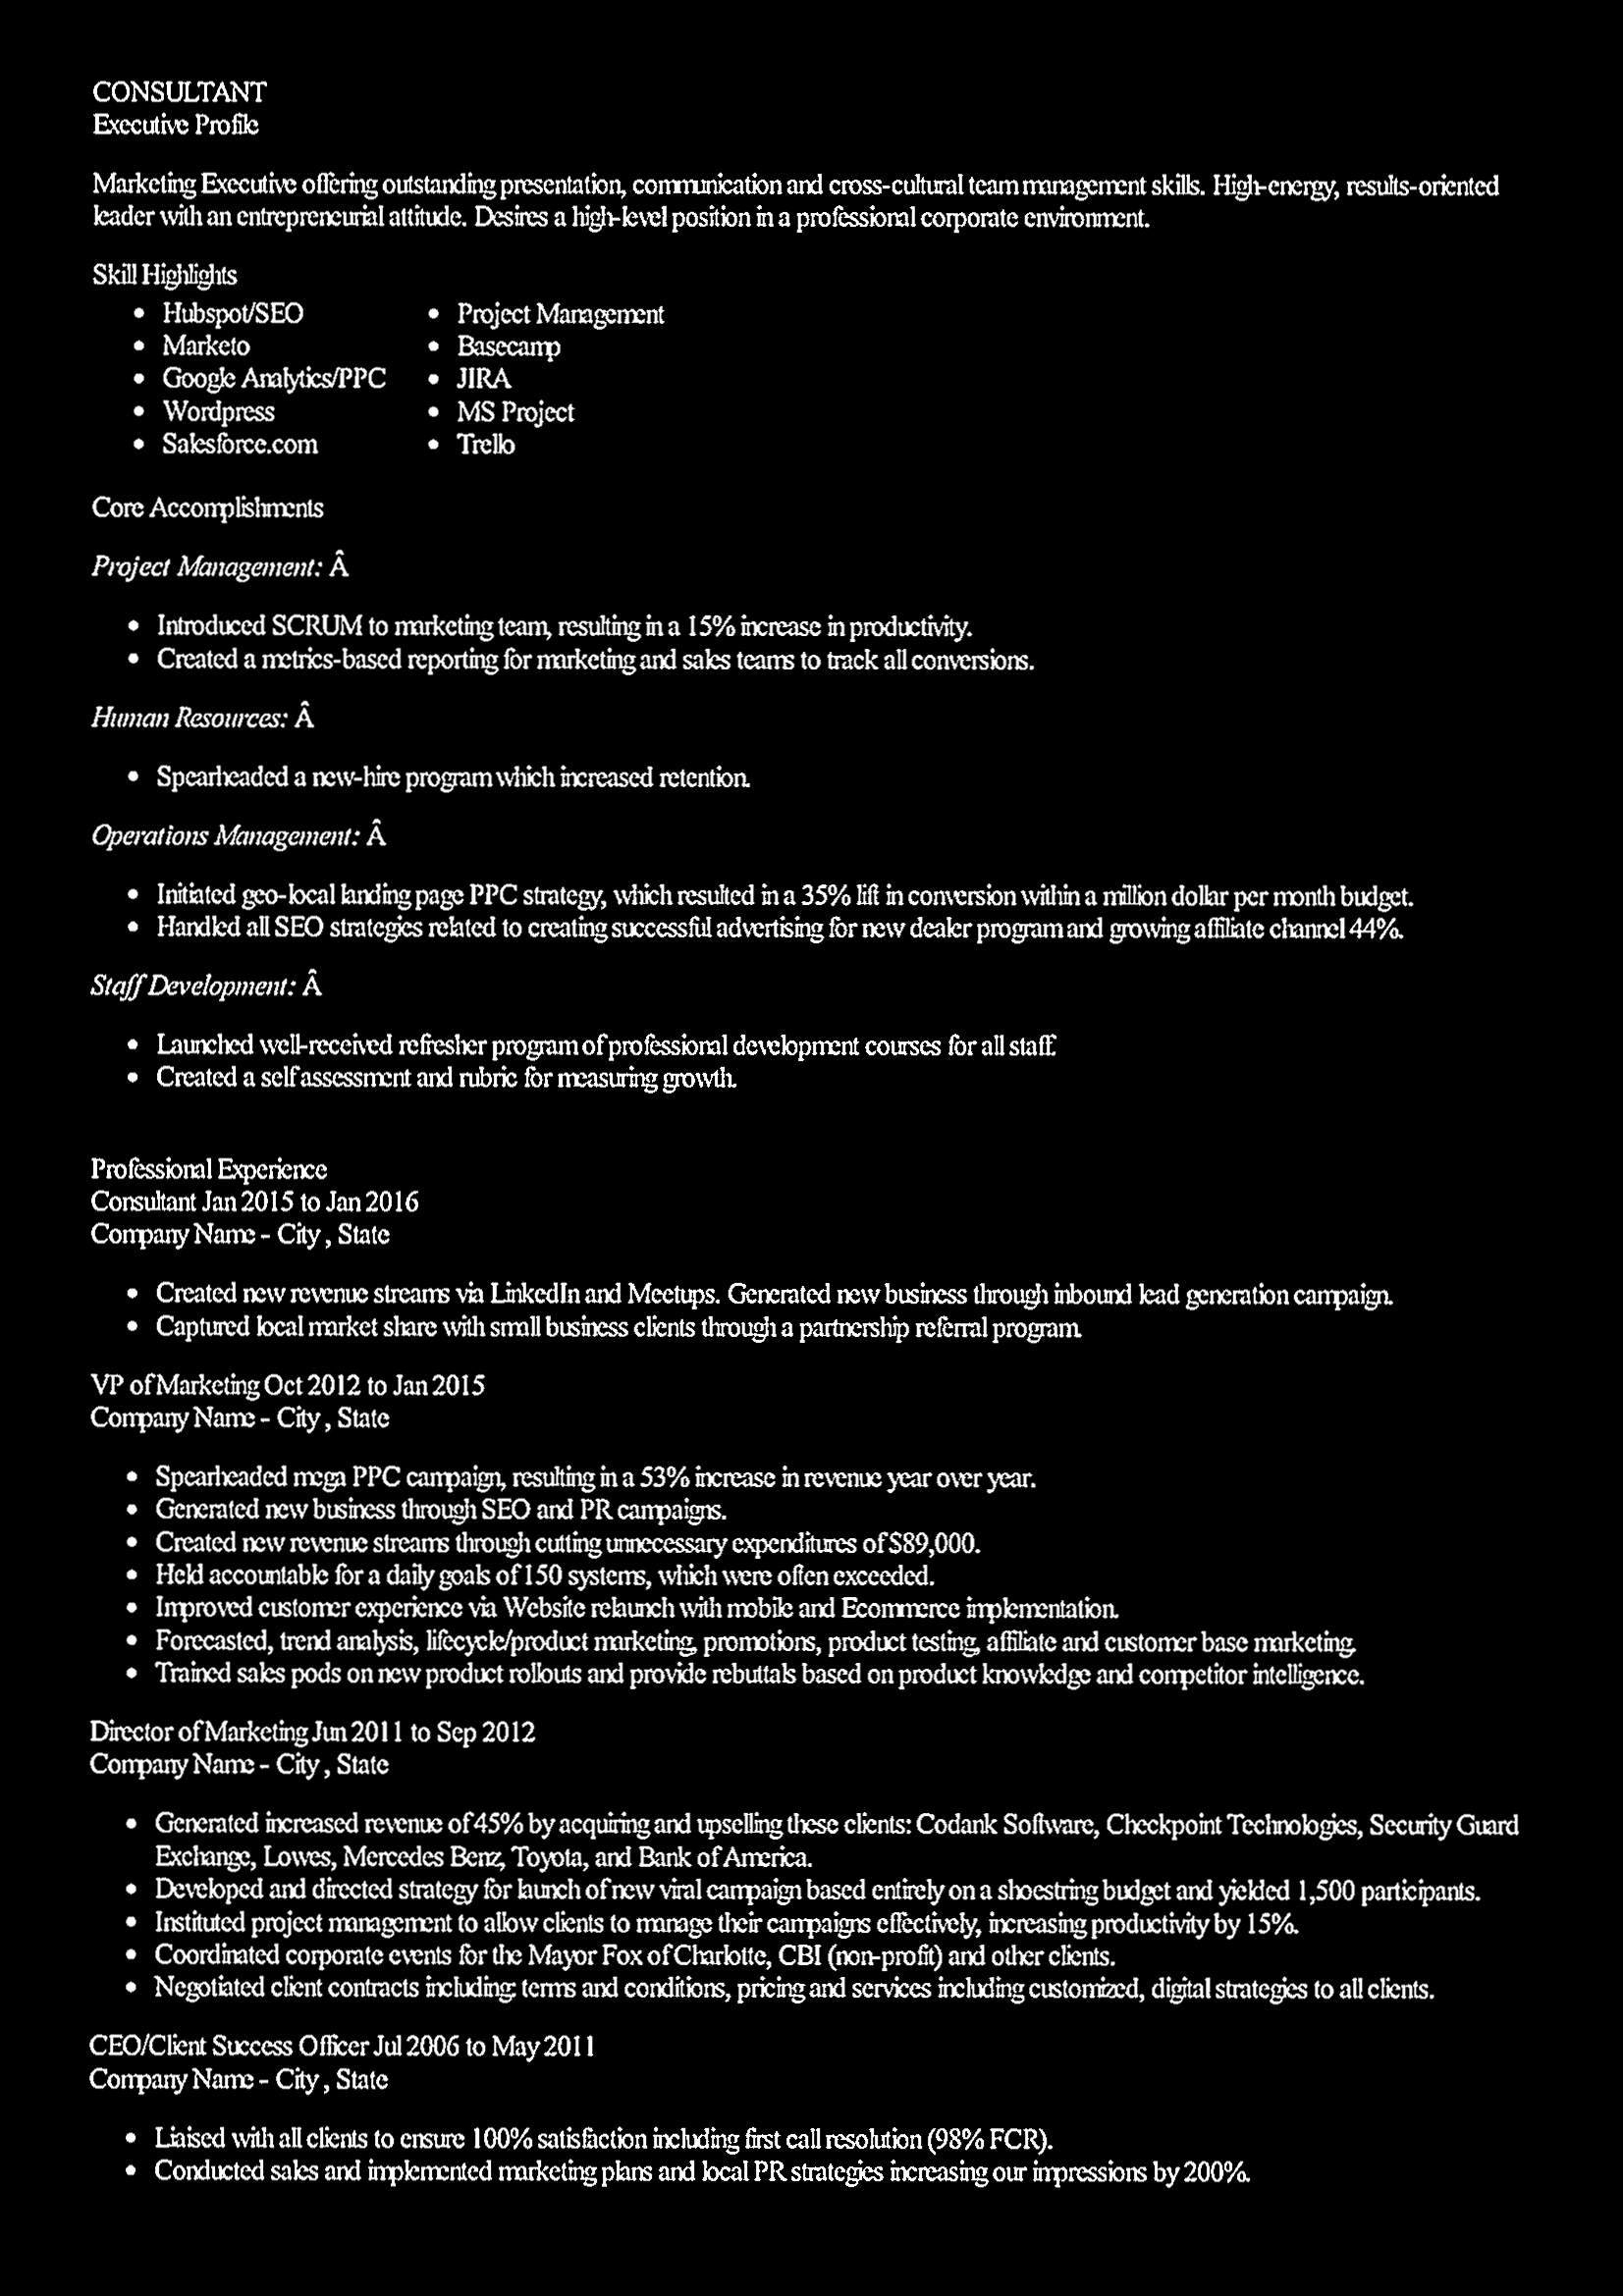 CONSULTANT
Executive Profile
Marketing Executive offering outstanding presentation, communication and cross-cultural team management skills. High-energy, results-oriented
leader with an entrepreneurial attitude. Desires a high-level position in a professional corporate environment.
Skill Highlights
• Hubspot/SEO
• Marketo
• Google Analytics/PPC
• Wordpress
• Salesforce.com
• Project Management
• Basecamp
• JIRA
• MS Project
• Trello
Core Accomplishments
Project Management: Â
• Introduced SCRUM to marketing team, resulting in a 15% increase in productivity.
• Created a metrics-based reporting for marketing and sales teams to track all conversions.
Human Resources: Â
• Spearheaded a new-hire program which increased retention.
Operations Management: Â
• Initiated geo-local landing page PPC strategy, which resulted in a 35% lift in conversion within a million dollar per month budget.
• Handled all SEO strategies related to creating successful advertising for new dealer program and growing affiliate channel 44%.
Staff Development: Â
• Launched well-received refresher program of professional development courses for all staff.
• Created a self assessment and rubric for measuring growth.
Professional Experience
Consultant Jan 2015 to Jan 2016
Company Name - City , State
• Created new revenue streams via LinkedIn and Meetups. Generated new business through inbound lead generation campaign.
• Captured local market share with small business clients through a partnership referral program.
VP of Marketing Oct 2012 to Jan 2015
Company Name - City , State
• Spearheaded mega PPC campaign, resulting in a 53% increase in revenue year over year.
• Generated new business through SEO and PR campaigns.
• Created new revenue streams through cutting unnecessary expenditures of $89,000.
• Held accountable for a daily goals of 150 systems, which were often exceeded.
• Improved customer experience via Website relaunch with mobile and Ecommerce implementation.
• Forecasted, trend analysis, lifecycle/product marketing, promotions, product testing, affiliate and customer base marketing.
• Trained sales pods on new product rollouts and provide rebuttals based on product knowledge and competitor intelligence.
Director of Marketing Jun 2011 to Sep 2012
Company Name - City , State
• Generated increased revenue of 45% by acquiring and upselling these clients: Codank Software, Checkpoint Technologies, Security Guard
Exchange, Lowes, Mercedes Benz, Toyota, and Bank of America.
• Developed and directed strategy for launch of new viral campaign based entirely on a shoestring budget and yielded 1,500 participants.
• Instituted project management to allow clients to manage their campaigns effectively, increasing productivity by 15%.
• Coordinated corporate events for the Mayor Fox of Charlotte, CBI (non-profit) and other clients.
• Negotiated client contracts including: terms and conditions, pricing and services including customized, digital strategies to all clients.
CEO/Client Success Officer Jul 2006 to May 2011
Company Name - City , State
• Liaised with all clients to ensure 100% satisfaction including first call resolution (98% FCR).
• Conducted sales and implemented marketing plans and local PR strategies increasing our impressions by 200%.